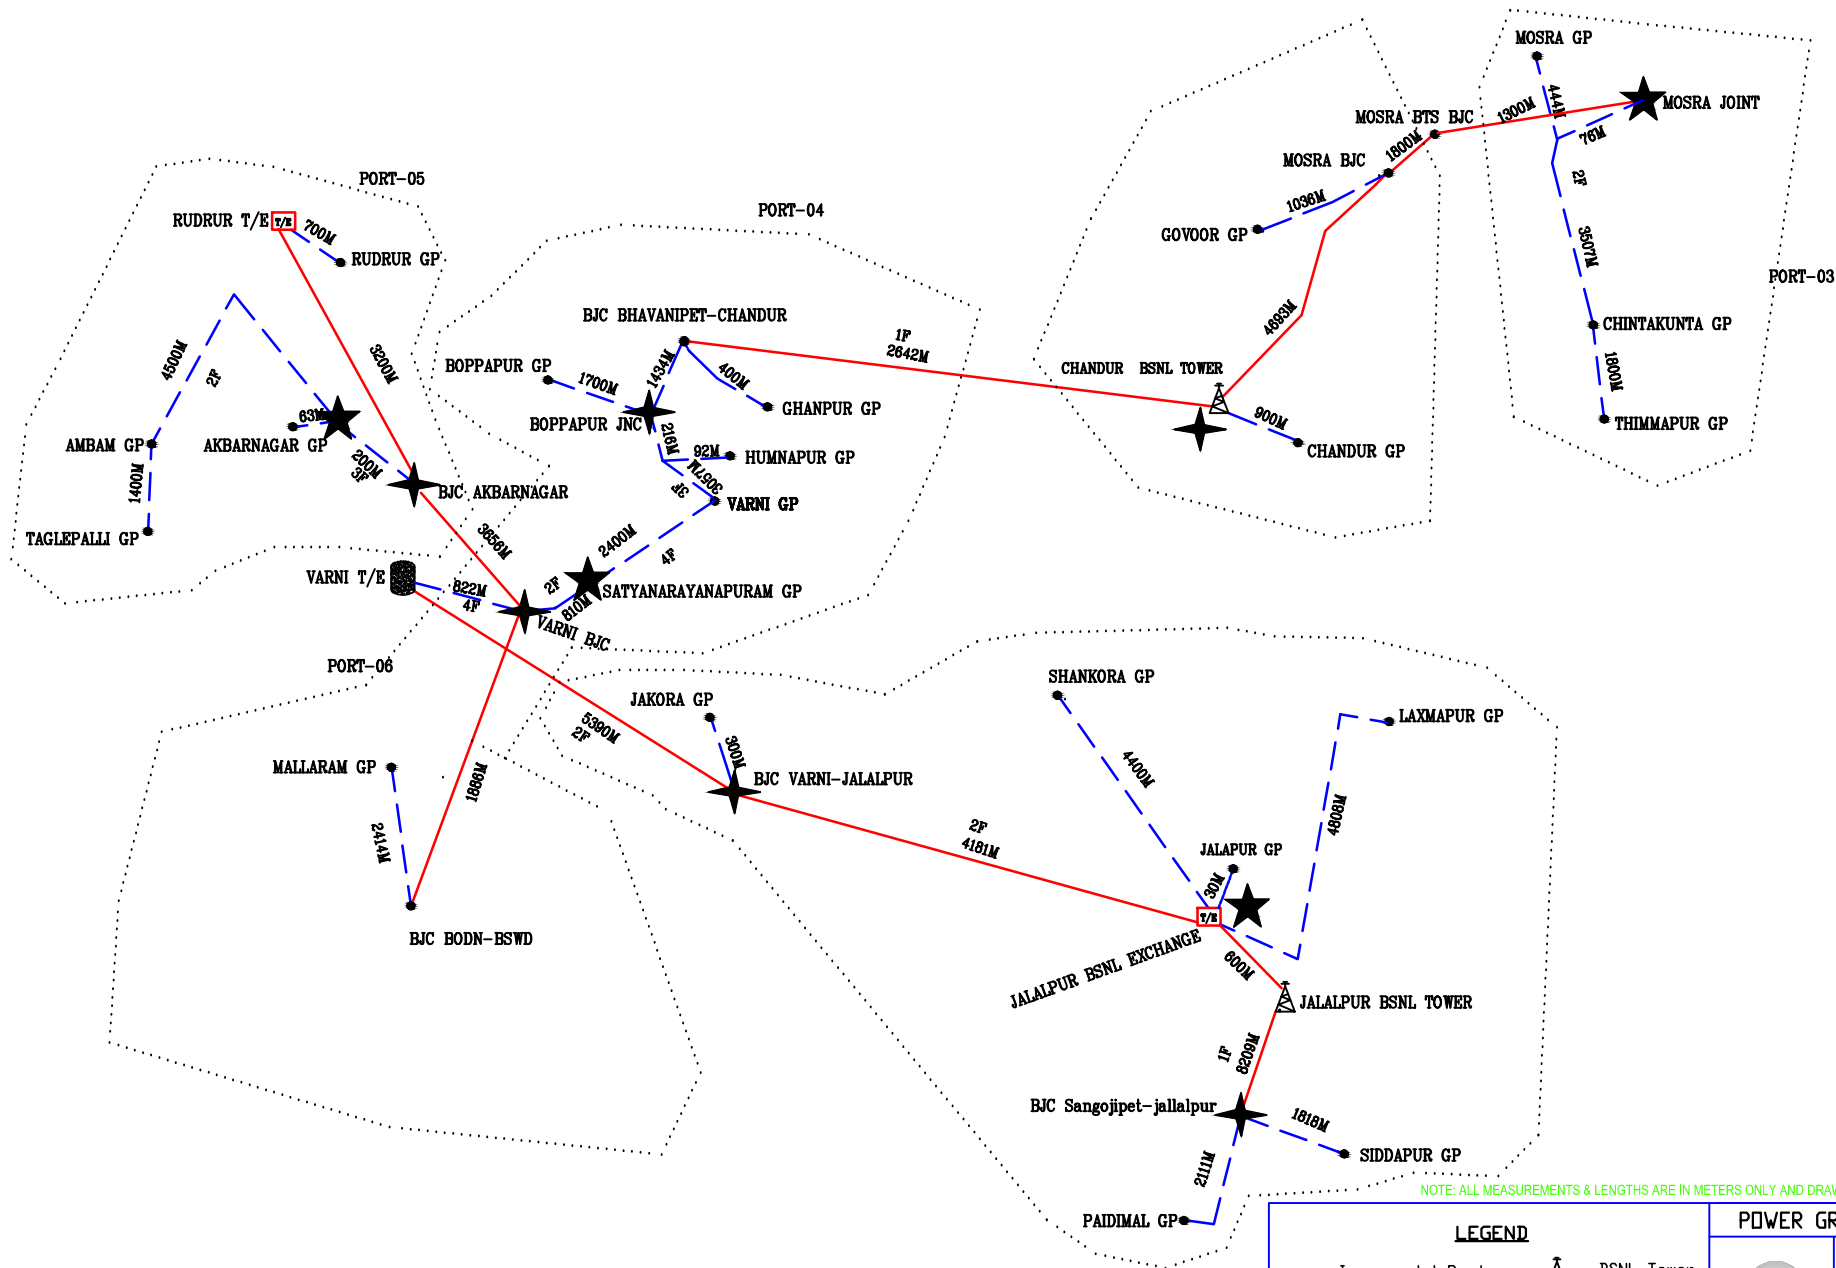 MOSRA GP
444M
MOSRA JOINT
1300M
76M
MOSRA BTS BJC
1800M
MOSRA BJC
2F
PORT-05
1036M
PORT-04
RUDRUR T/E
T/E
700M
RUDRUR GP
GOVOOR GP
3507M
PORT-03
BJC BHAVANIPET-CHANDUR
4693M
CHINTAKUNTA GP
1F
2642M
4500M
3200M
2F
BOPPAPUR GP
1434M
400M
CHANDUR BSNL TOWER
1800M
1700M
GHANPUR GP
63M
BOPPAPUR JNC
900M
THIMMAPUR GP
AMBAM GP
AKBARNAGAR GP
216M
92M
HUMNAPUR GP
CHANDUR GP
200M
3F
1400M
3057M
3F
BJC AKBARNAGAR
VARNI GP
TAGLEPALLI GP
3656M
2400M
4F
VARNI T/E
822M
4F
2F
810M
SATYANARAYANAPURAM GP
VARNI BJC
PORT-06
SHANKORA GP
JAKORA GP
LAXMAPUR GP
5390M
2F
300M
MALLARAM GP
1886M
BJC VARNI-JALALPUR
4400M
2414M
2F
4181M
4808M
JALAPUR GP
30M
T/E
BJC BODN-BSWD
JALALPUR BSNL EXCHANGE
600M
JALALPUR BSNL TOWER
1F
8209M
BJC Sangojipet-jallalpur
1818M
SIDDAPUR GP
2111M
PAIDIMAL GP
NOTE: ALL MEASUREMENTS & LENGTHS ARE IN METERS ONLY AND DRAW
LEGEND
POWER GR
BSNL Tower